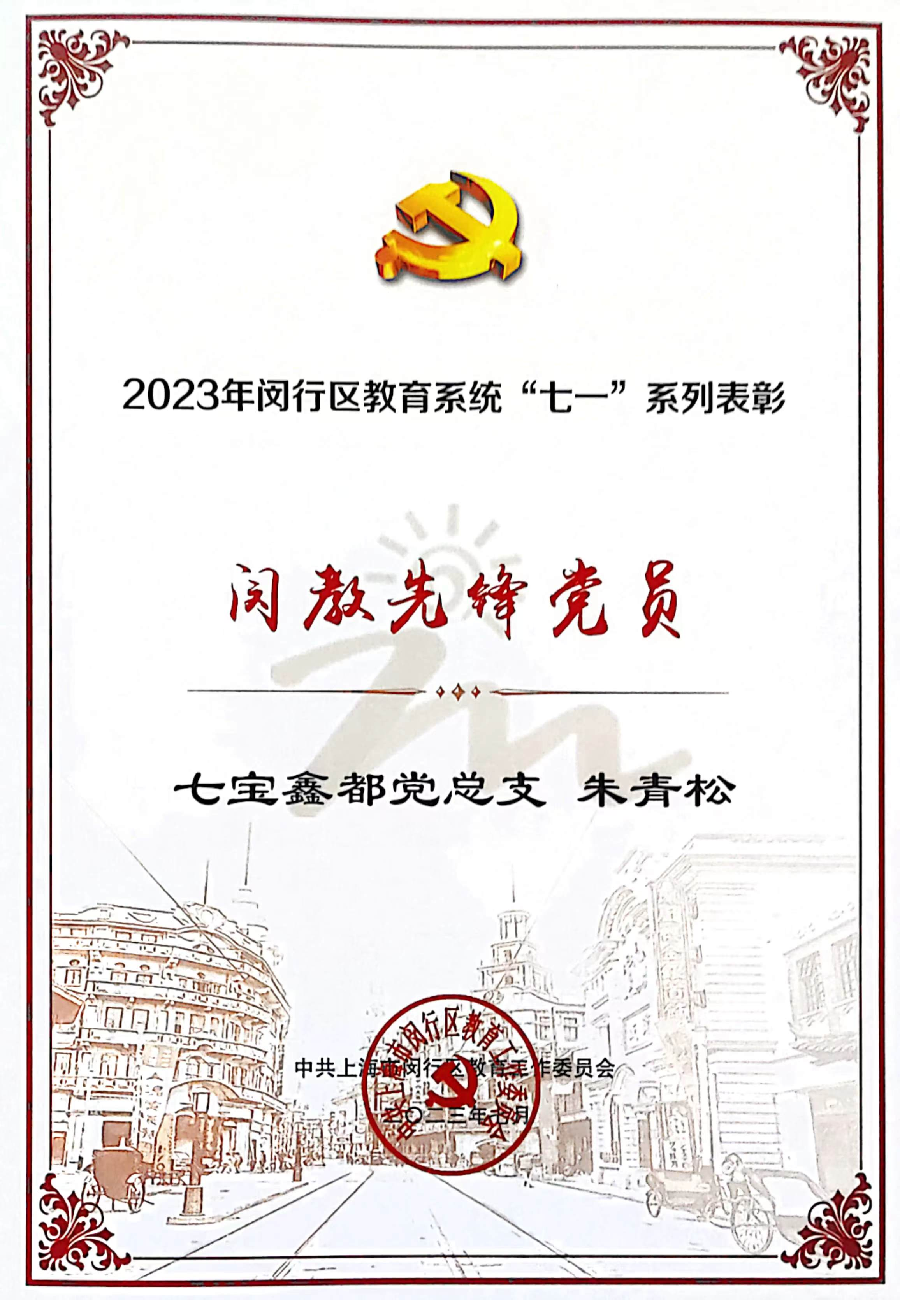 2023年闵行区教育系统“七一”系列表彰
闵教先锋党员
七宝鑫都党总支 朱青松
中共上海市闵行区教育工作委员会
二〇二三年七月
中共上海市闵行区教育工作委员会